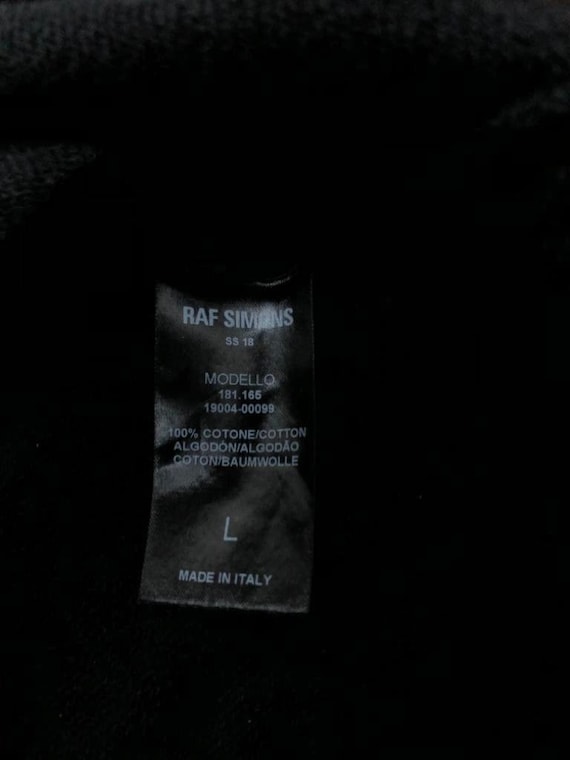 RAF SIMONS
SS 18
MODELLO
181.165
19004-00099
100% COTONE/COTTON
ALGODÓN/ALGODÃO
COTON/BAUMWOLLE
L
MADE IN ITALY